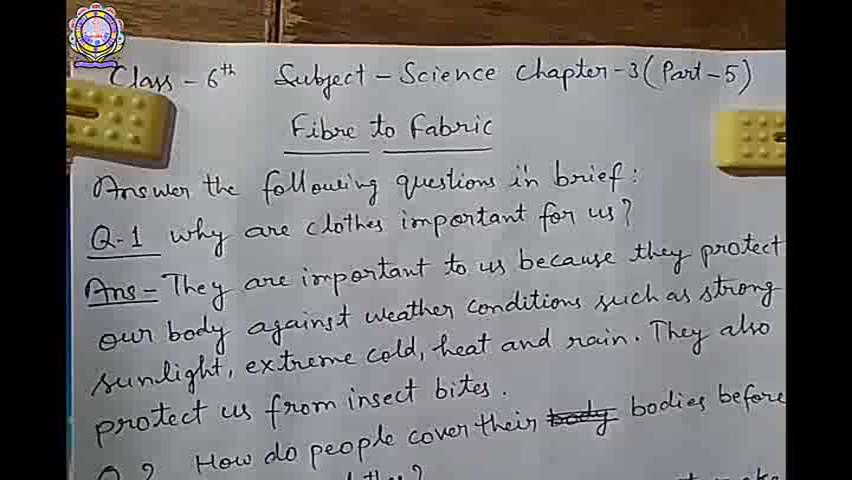 Class - 6th Subject - Science Chapter - 3 (Part - 5)
Fibre to Fabric
Answer the following questions in brief:
Q-1 Why are clothes important for us?
Ans - They are important to us because they protect
our body against weather conditions such as strong
sunlight, extreme cold, heat and rain. They also
protect us from insect bites.
Q. 2 How do people cover their body bodies before